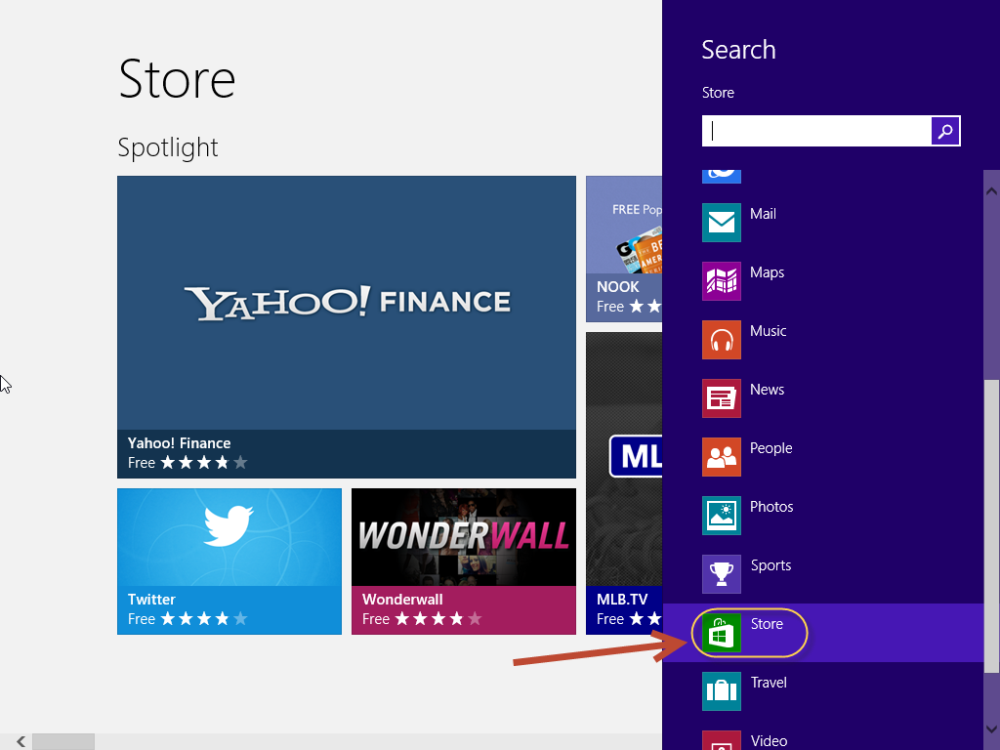 Store
Spotlight
YAHOO! FINANCE
Yahoo! Finance
Free
Twitter
Free
WONDERWALL
Wonderwall
Free
FREE Pop
NOOK
Free
ML
MLB.TV
Free
Search
Store
Mail
Maps
Music
News
People
Photos
Sports
Store
Travel
Video